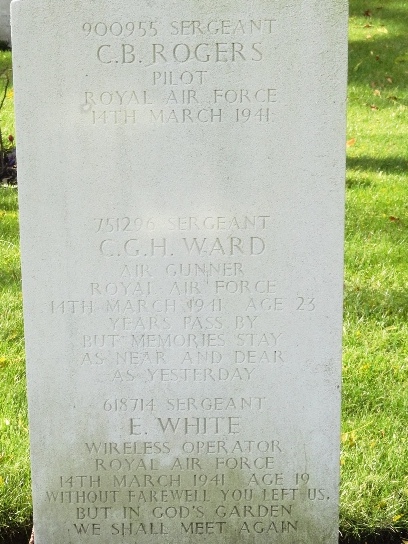 900955 SERGEANT
C.B. ROGERS
PILOT
ROYAL AIR FORCE
14TH MARCH 1941
751296 SERGEANT
C.G.H. WARD
AIR GUNNER
ROYAL AIR FORCE
14TH MARCH 1941 AGE 23
YEARS PASS BY
BUT MEMORIES STAY
AS NEAR AND DEAR
AS YESTERDAY
618714 SERGEANT
E. WHITE
WIRELESS OPERATOR
ROYAL AIR FORCE
14TH MARCH 1941 AGE 19
WITHOUT FAREWELL YOU LEFT US,
BUT IN GOD'S GARDEN
WE SHALL MEET AGAIN